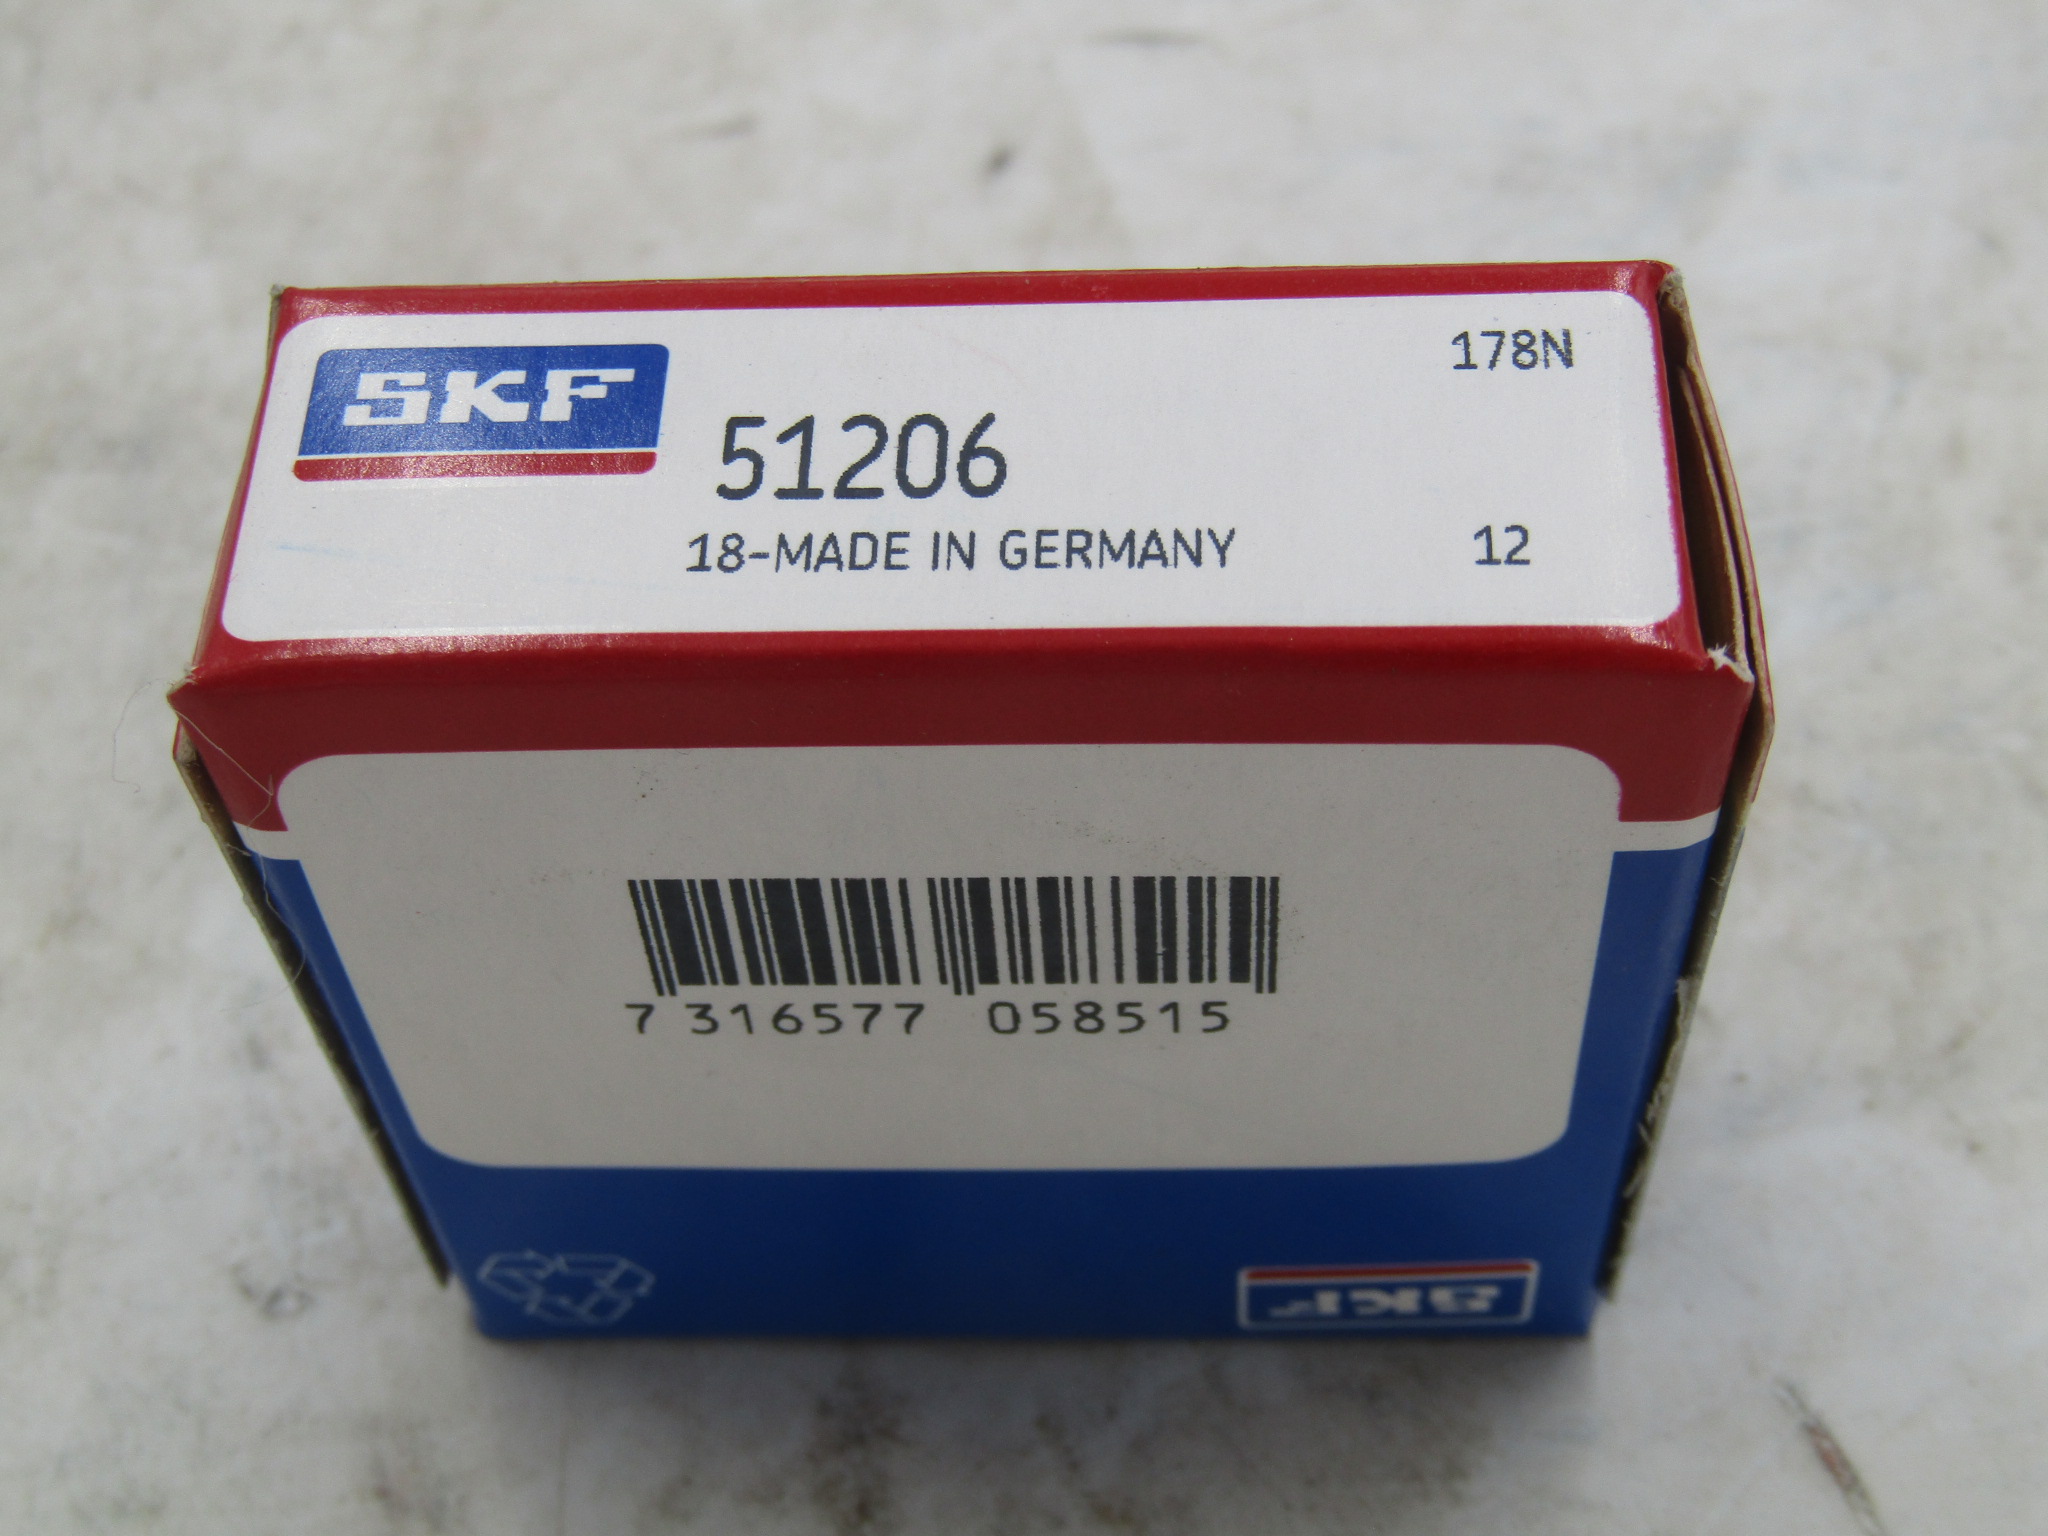 178N
SKF
51206
18-MADE IN GERMANY 12
7 316577 058515
SKF